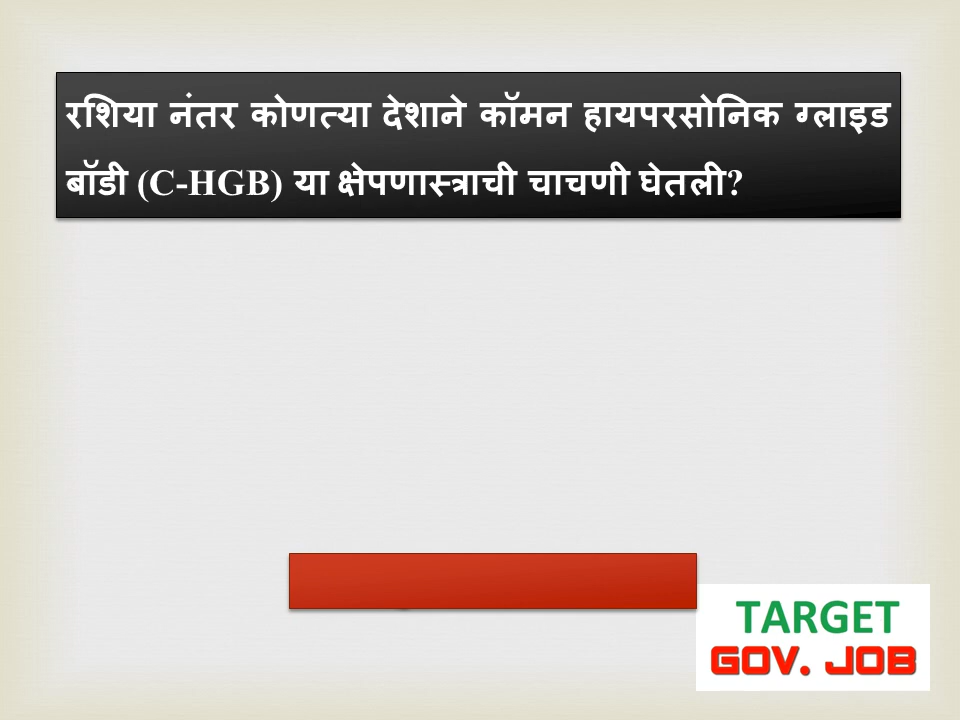 रशिया नंतर कोणत्या देशाने कॉमन हायपरसोनिक ग्लाइड
बॉडी (C-HGB) या क्षेपणास्त्राची चाचणी घेतली?
TARGET
GOV. JOB